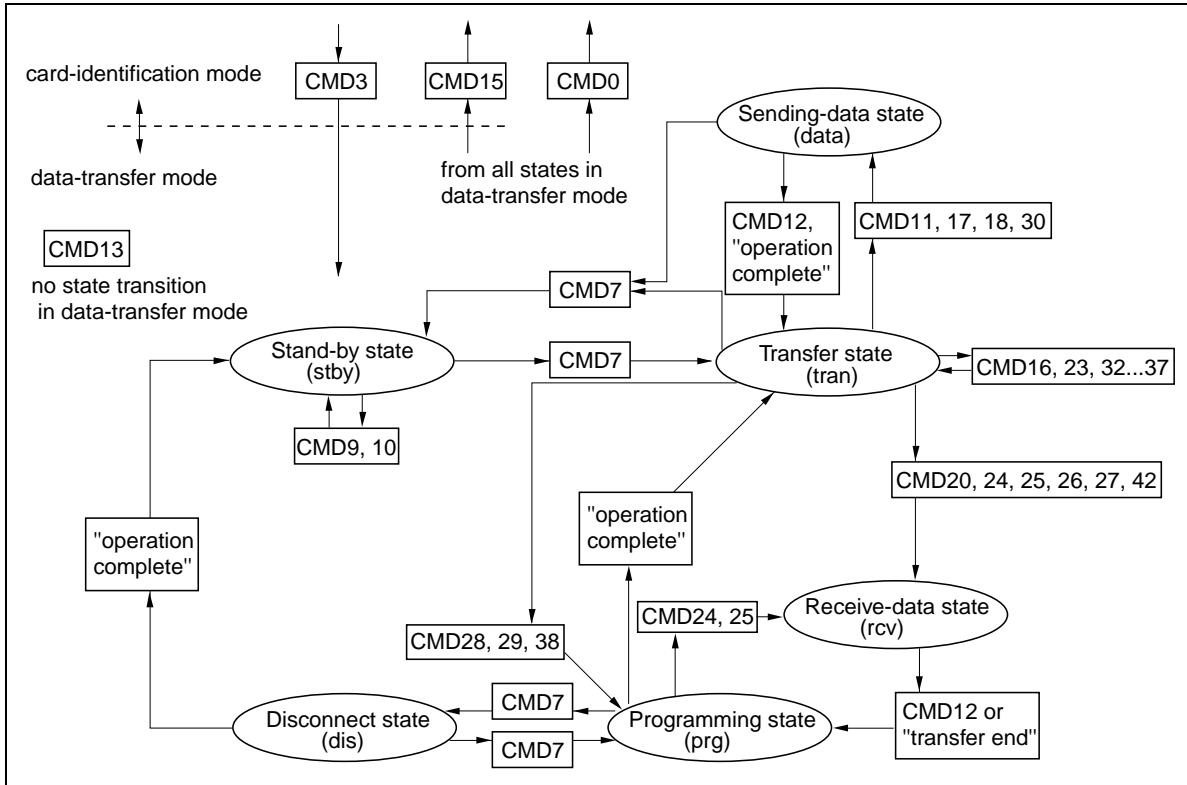 card-identification mode
CMD3
CMD15
CMD0
data-transfer mode
from all states in
data-transfer mode
Sending-data state
(data)
CMD13
no state transition
in data-transfer mode
CMD12,
"operation
complete"
CMD11, 17, 18, 30
CMD7
Stand-by state
(stby)
CMD7
Transfer state
(tran)
CMD16, 23, 32...37
CMD9, 10
CMD20, 24, 25, 26, 27, 42
"operation
complete"
"operation
complete"
CMD28, 29, 38
CMD24, 25
Receive-data state
(rcv)
CMD7
Disconnect state
(dis)
CMD7
Programming state
(prg)
CMD12 or
"transfer end"